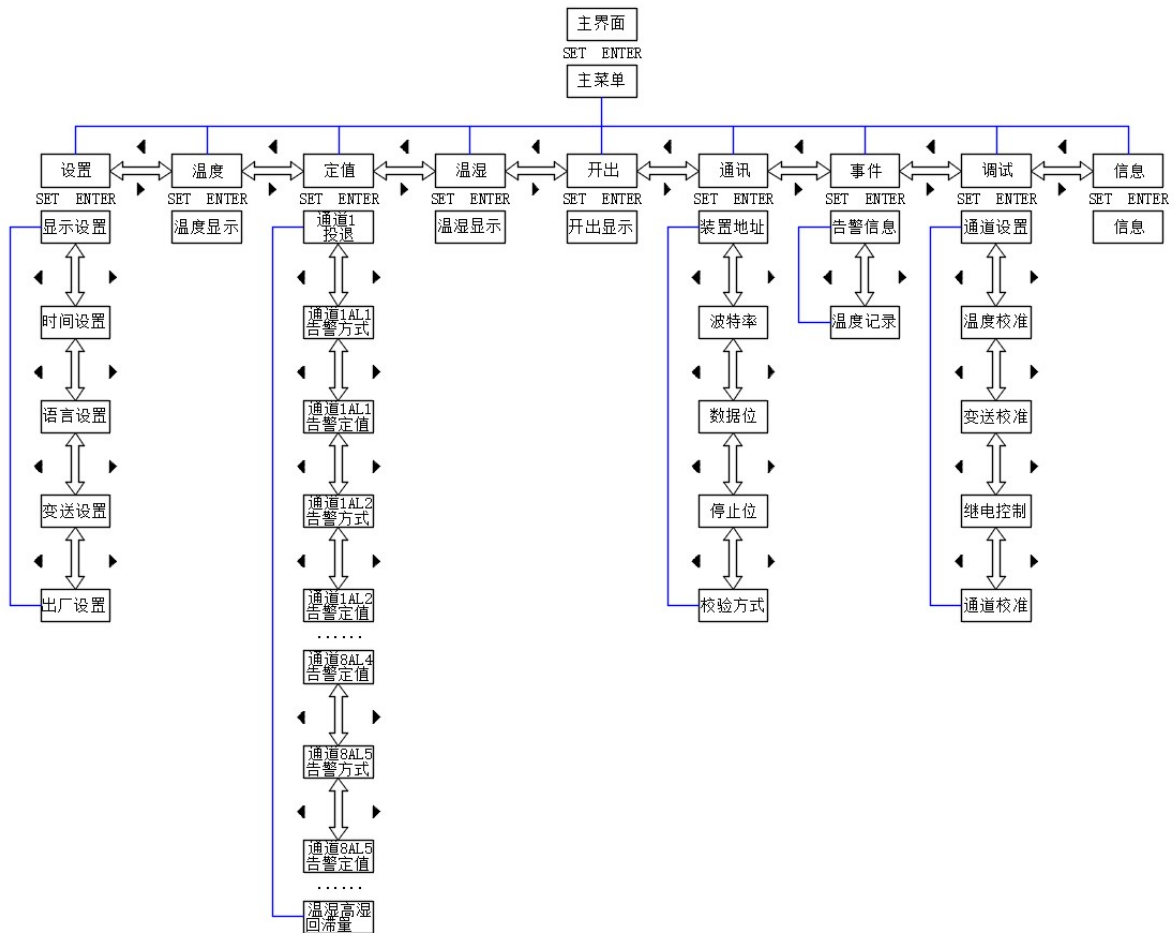 主界面
SET ENTER
主菜单
设置 温度 定值 温湿 开出 通讯 事件 调试 信息
SET ENTER SET ENTER SET ENTER SET ENTER SET ENTER SET ENTER SET ENTER SET ENTER SET ENTER
显示设置
时间设置
语言设置
变送设置
出厂设置
温度显示
通道1
投退
通道1AL1
告警方式
通道1AL1
告警定值
通道1AL2
告警方式
通道1AL2
告警定值
······
通道8AL4
告警定值
通道8AL5
告警方式
通道8AL5
告警定值
······
温湿高湿
回滞量
温湿显示
开出显示
装置地址
波特率
数据位
停止位
校验方式
告警信息
温度记录
通道设置
温度校准
变送校准
继电控制
通道校准
信息